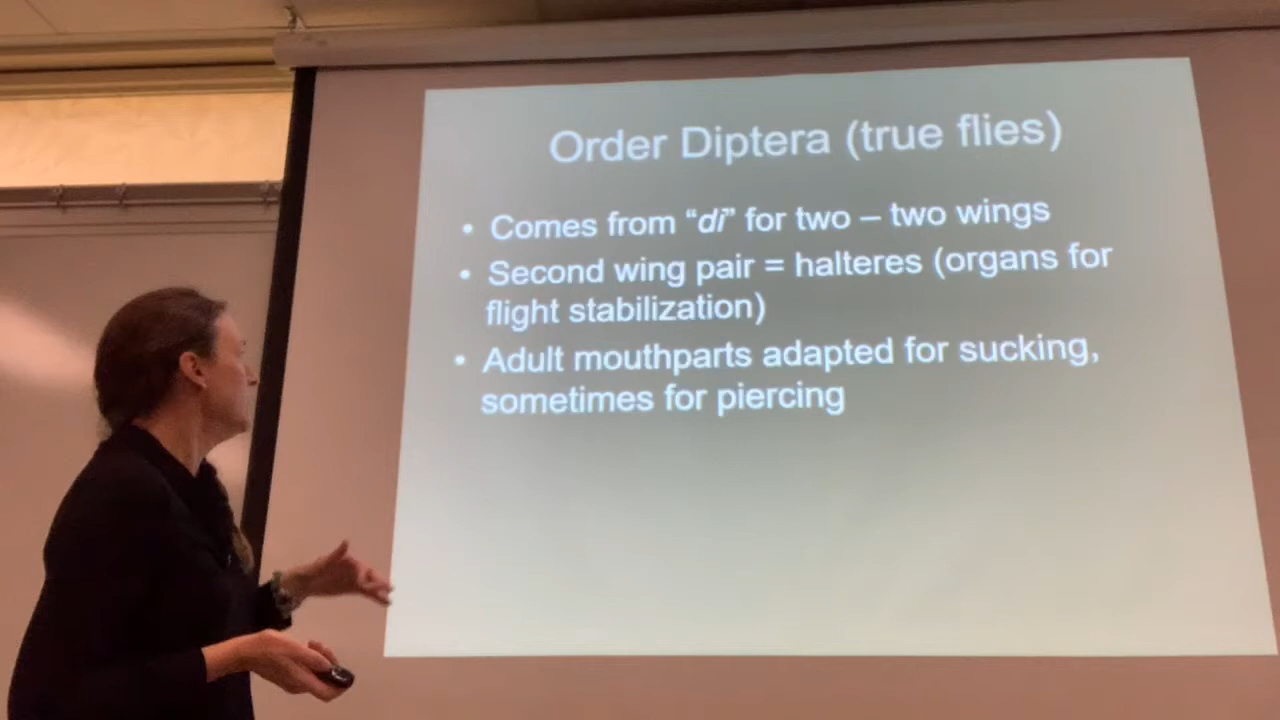 Order Diptera (true flies)
• Comes from “di” for two – two wings
• Second wing pair = halteres (organs for
flight stabilization)
• Adult mouthparts adapted for sucking,
sometimes for piercing